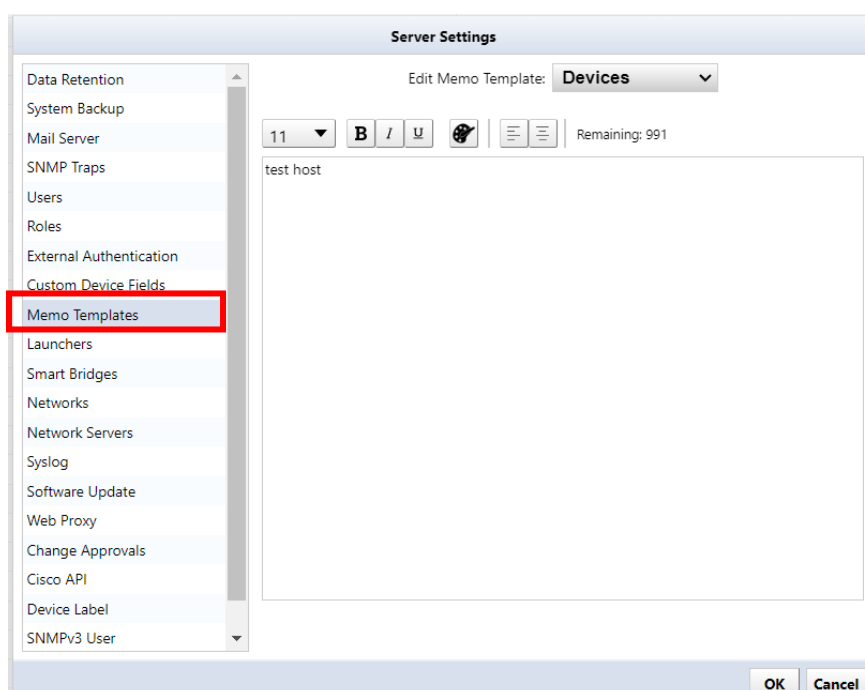 Server Settings
Data Retention
System Backup
Mail Server
SNMP Traps
Users
Roles
External Authentication
Custom Device Fields
Memo Templates
Launchers
Smart Bridges
Networks
Network Servers
Syslog
Software Update
Web Proxy
Change Approvals
Cisco API
Device Label
SNMPv3 User
Edit Memo Template: Devices
11 B I U Remaining: 991
test host
OK Cancel